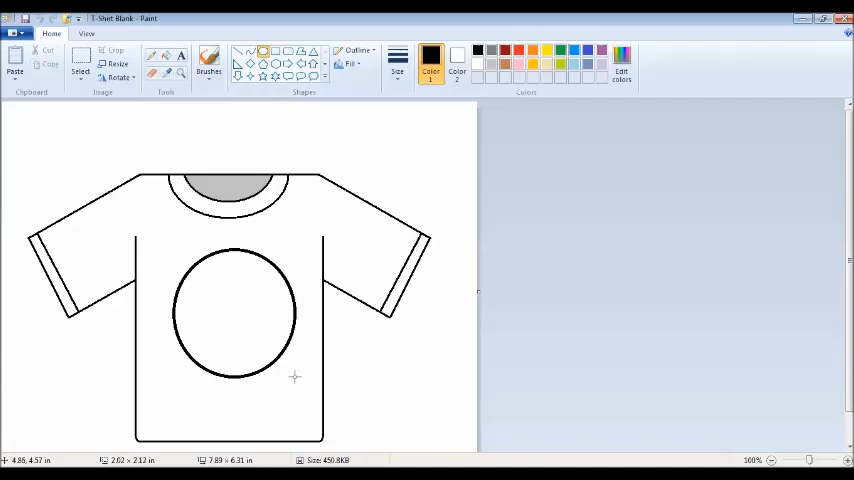 T-Shirt Blank - Paint
Home View
Paste
Cut
Copy
Clipboard
Select
Crop
Resize
Rotate
Image
A
Tools
Brushes
Shapes
Outline
Fill
Size
Color
1
Color
2
Edit
colors
Colors
4.86, 4.57 in
2.02 × 2.12 in
7.89 × 6.31 in
Size: 450.8KB
100%